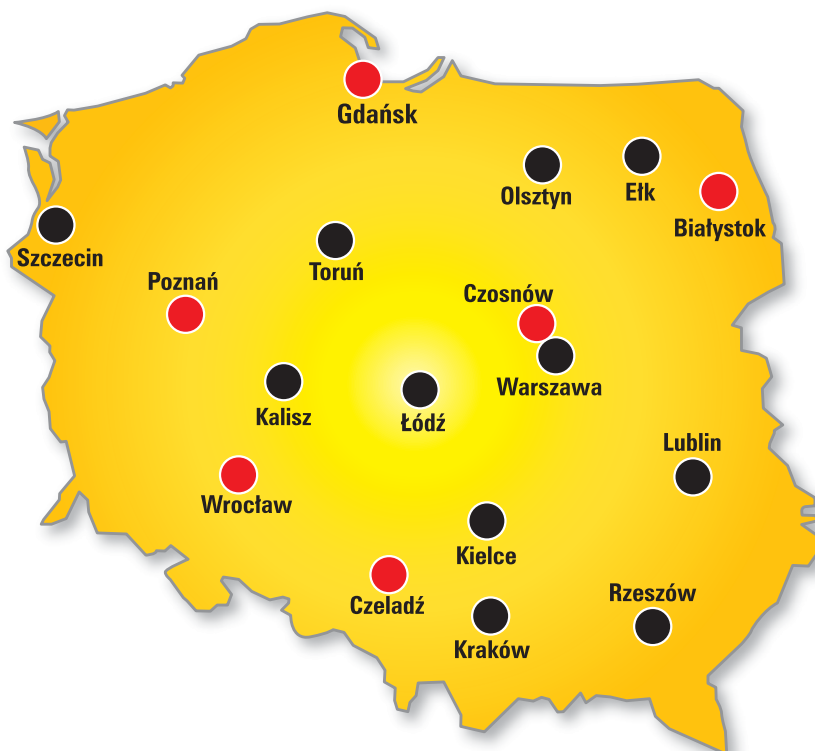 Gdańsk
Olsztyn
Ełk
Białystok
Szczecin
Toruń
Poznań
Czosnów
Warszawa
Kalisz
Łódź
Lublin
Wrocław
Kielce
Czeladź
Rzeszów
Kraków